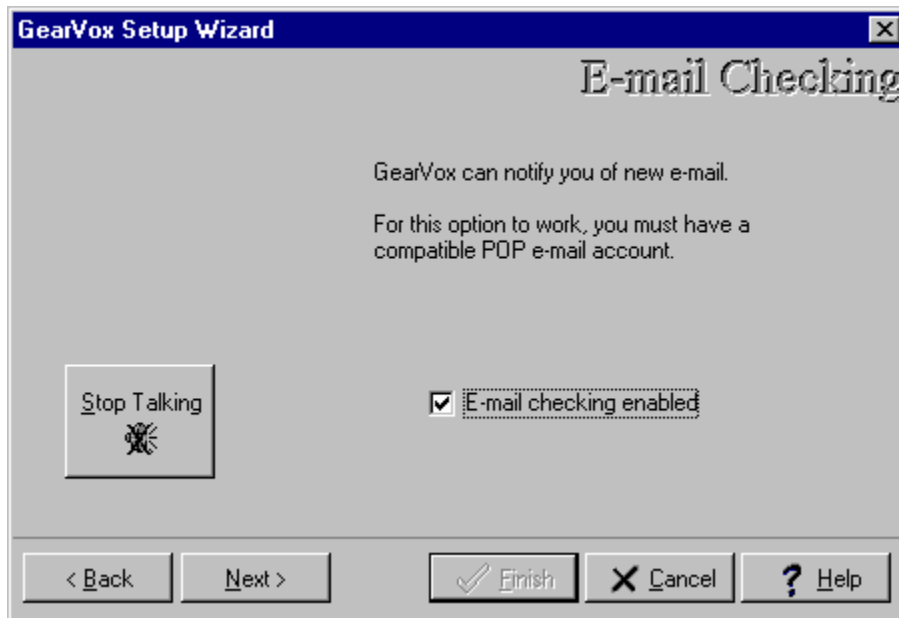 GearVox Setup Wizard
E-mail Checking
GearVox can notify you of new e-mail.
For this option to work, you must have a
compatible POP e-mail account.
Stop Talking
E-mail checking enabled
< Back
Next >
Finish
Cancel
Help